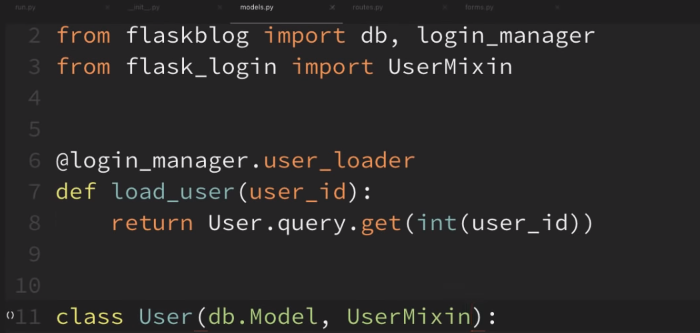 run.py __init__.py models.py routes.py forms.py
2 from flaskblog import db, login_manager
3 from flask_login import UserMixin
4
5
6 @login_manager.user_loader
7 def load_user(user_id):
8     return User.query.get(int(user_id))
9
10
11 class User(db.Model, UserMixin):